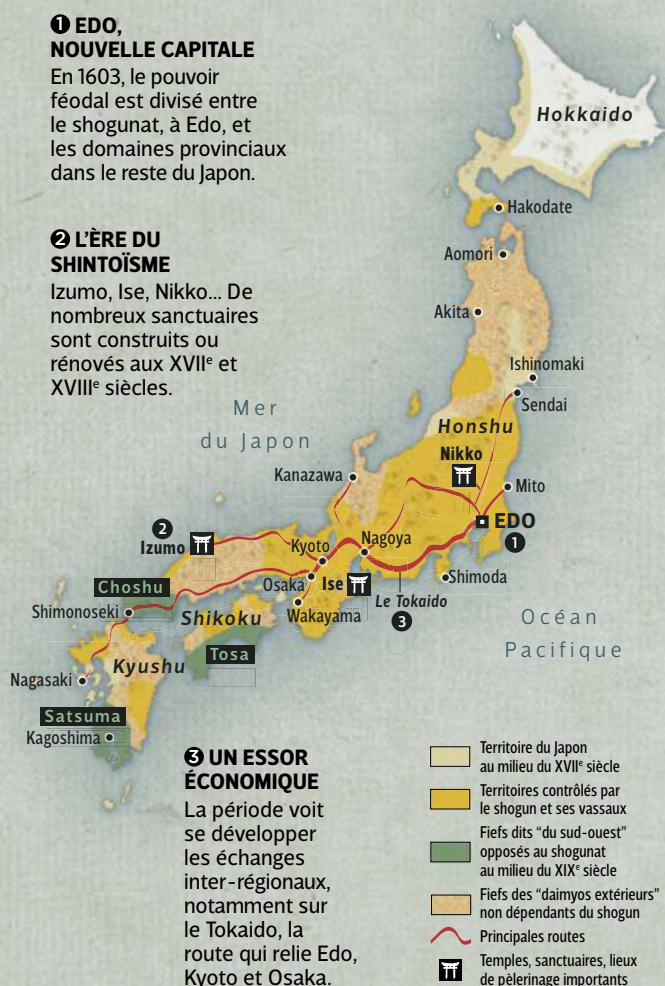 ❶ EDO,
NOUVELLE CAPITALE
En 1603, le pouvoir
féodal est divisé entre
le shogunat, à Edo, et
les domaines provinciaux
dans le reste du Japon.
❷ L’ÈRE DU
SHINTOÏSME
Izumo, Ise, Nikko... De
nombreux sanctuaires
sont construits ou
rénovés aux XVIIe et
XVIIIe siècles.
Hokkaido
Hakodate
Aomori
Akita
Ishinomaki
Sendai
Mer
du Japon
Honshu
Nikko
Kanazawa
Mito
EDO
❶
❷
Izumo
Kyoto
Nagoya
Choshu
Osaka
Ise
Shimoda
Le Tokaido
❸
Shimonoseki
Shikoku
Wakayama
Océan
Pacifique
Tosa
Kyushu
Nagasaki
Satsuma
Kagoshima
❸ UN ESSOR
ÉCONOMIQUE
La période voit
se développer
les échanges
inter-régionaux,
notamment sur
le Tokaido, la
route qui relie Edo,
Kyoto et Osaka.
Territoire du Japon
au milieu du XVIIe siècle
Territoires contrôlés par
le shogun et ses vassaux
Fiefs dits “du sud-ouest”
opposés au shogunat
au milieu du XIXe siècle
Fiefs des “daimyos extérieurs”
non dépendants du shogun
Principales routes
Temples, sanctuaires, lieux
de pèlerinage importants